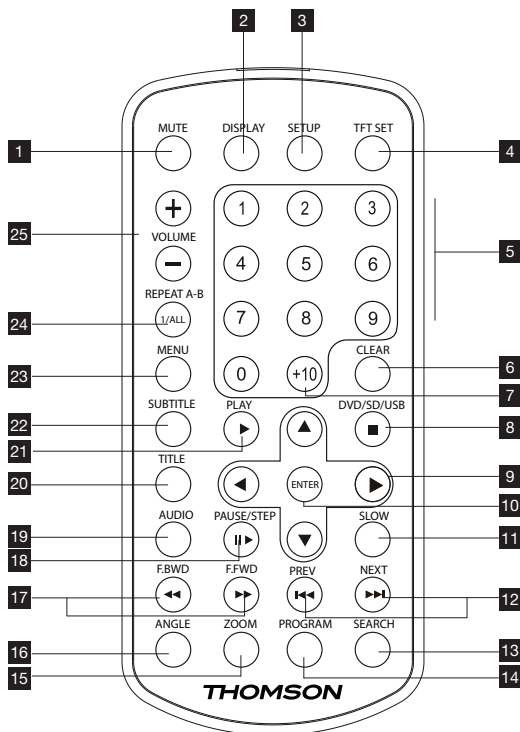 2 3
MUTE DISPLAY SETUP TFT SET
1 4
+ 1 2 3
25 VOLUME 5
− 4 5 6
REPEAT A-B
24 1/ALL 7 8 9
MENU CLEAR
23 0 +10 6
7
SUBTITLE PLAY DVD/SD/USB
22 8
21
TITLE
20 ENTER 9
10
AUDIO PAUSE/STEP SLOW
19 11
18
F.BWD F.FWD PREV NEXT
17 12
ANGLE ZOOM PROGRAM SEARCH
16 13
15 14
THOMSON